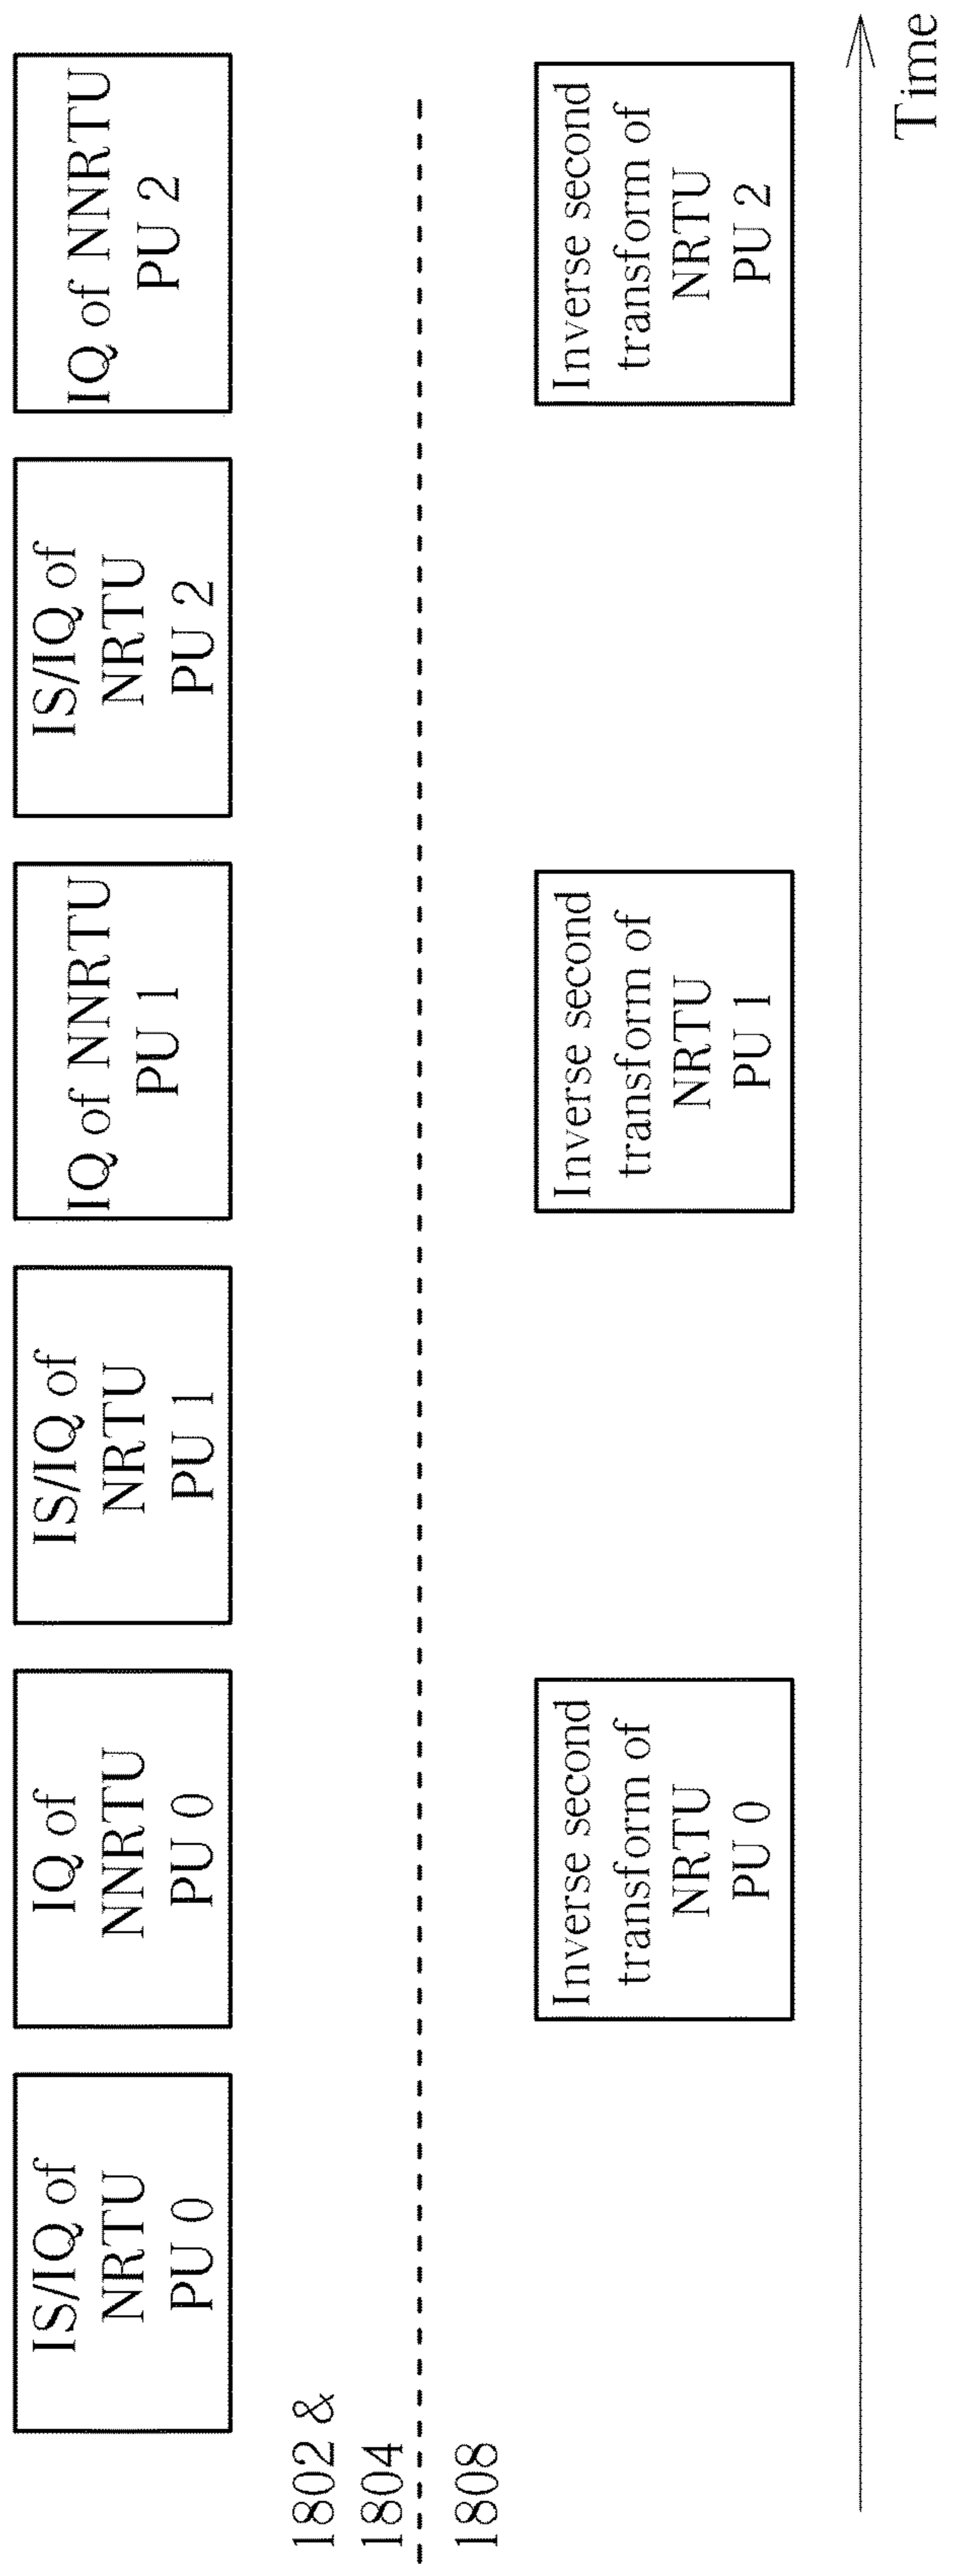 IS/IQ of
NRTU
PU 0
IQ of
NNRTU
PU 0
IS/IQ of
NRTU
PU 1
IQ of NNRTU
PU 1
IS/IQ of
NRTU
PU 2
IQ of NNRTU
PU 2
1802 &
1804
1808
Inverse second
transform of
NRTU
PU 0
Inverse second
transform of
NRTU
PU 1
Inverse second
transform of
NRTU
PU 2
Time